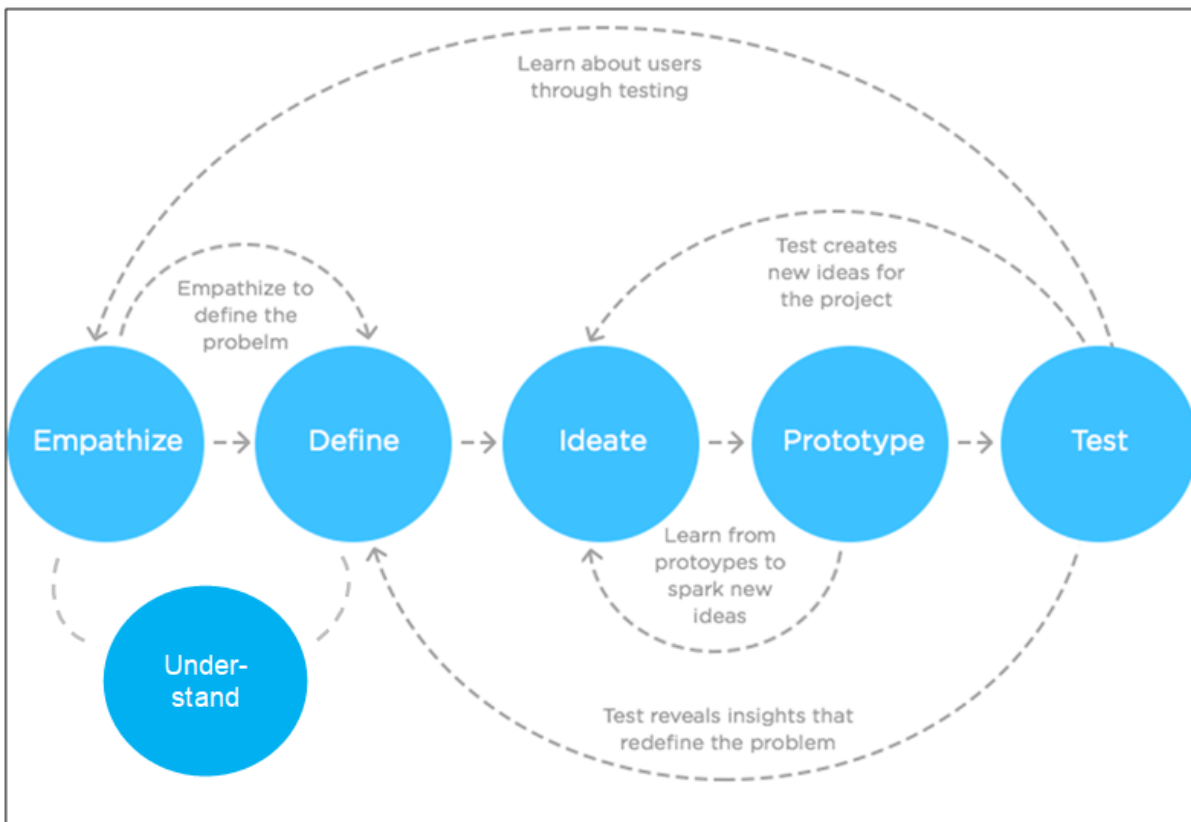 Learn about users
through testing
Test creates
new ideas for
the project
Empathize to
define the
probelm
Empathize
Define
Ideate
Prototype
Test
Learn from
protoypes to
spark new
ideas
Under-
stand
Test reveals insights that
redefine the problem